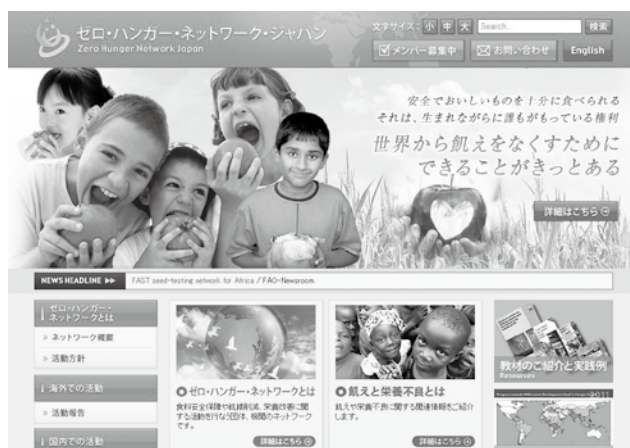 ゼロ・ハンガー・ネットワーク・ジャパン
Zero Hunger Network Japan
文字サイズ: 小 中 大 Search... 検索
メンバー募集中 お問い合わせ English
安全でおいしいものを十分に食べられる
それは、生まれながらに誰もがもっている権利
世界から飢えをなくすために
できることがきっとある
詳細はこちら
NEWS HEADLINE FAST seed-testing network for Africa / FAO-Newsroom
ゼロ・ハンガー・
ネットワークとは
» ネットワーク概要
» 活動方針
海外での活動
» 活動報告
国内での活動
ゼロ・ハンガー・ネットワークとは
食料安全保障や飢餓削減、栄養改善に関
する活動を行なう団体、機関のネットワーク
です。
詳細はこちら
飢えと栄養不良とは
飢えや栄養不良に関する関連情報をご紹介
します。
詳細はこちら
教材のご紹介と実践例
Resources
2011